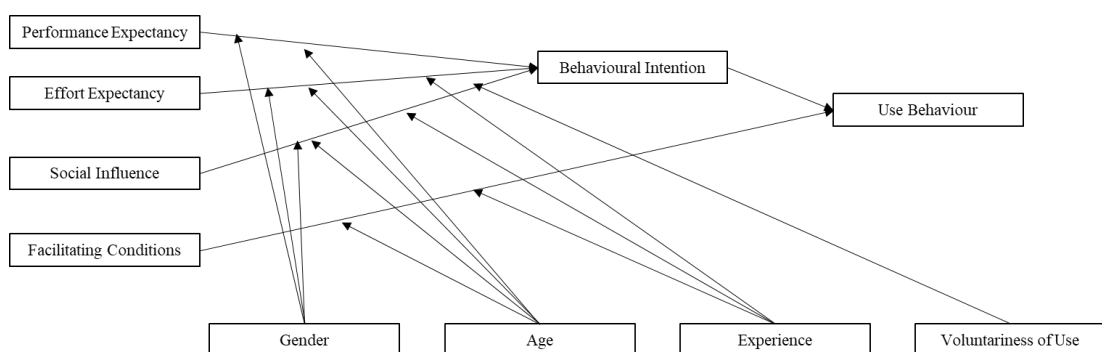 Performance Expectancy
Behavioural Intention
Effort Expectancy
Use Behaviour
Social Influence
Facilitating Conditions
Gender
Age
Experience
Voluntariness of Use